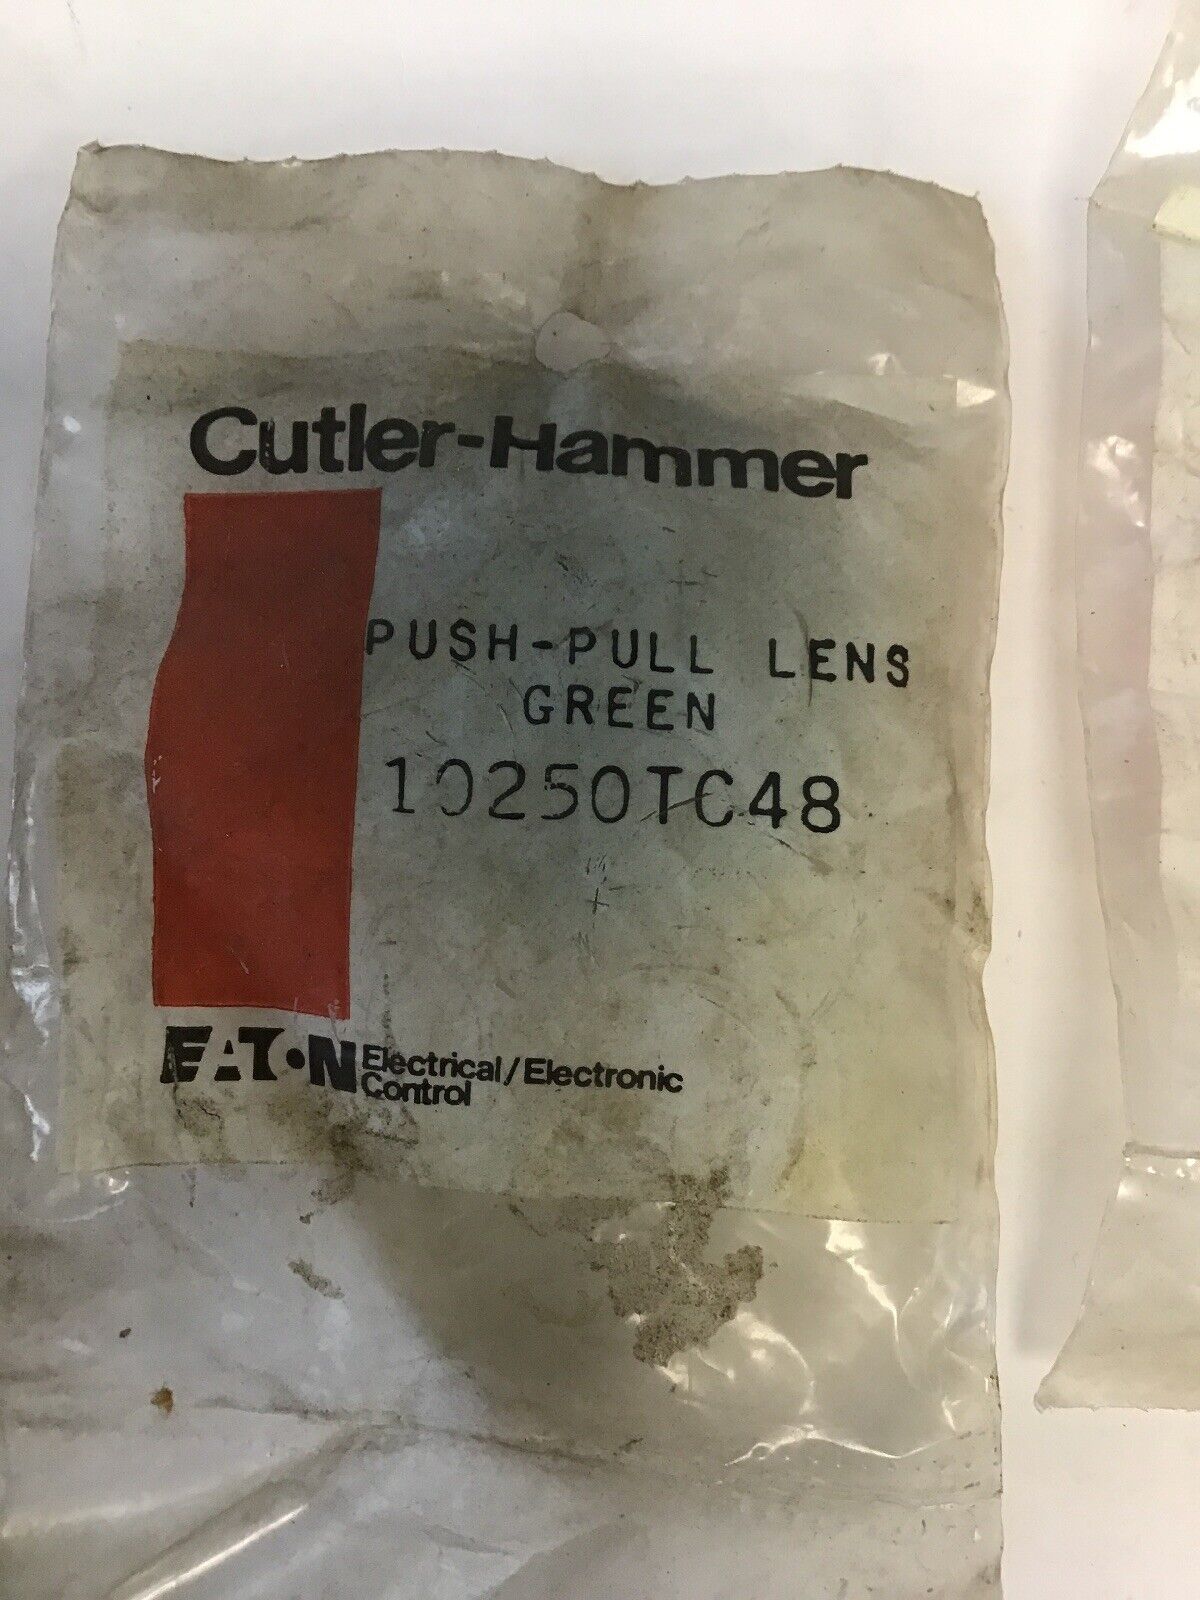 Cutler-Hammer
PUSH-PULL LENS
GREEN
10250TC48
EATON Electrical/Electronic
Control